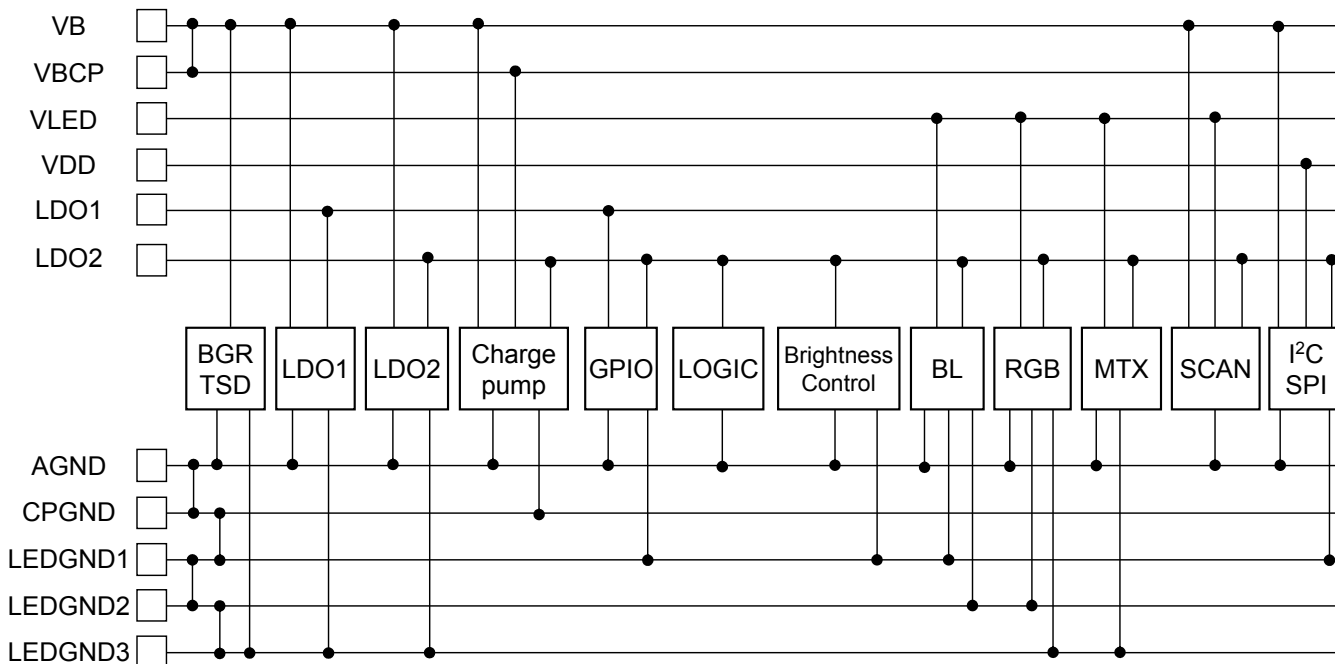 VB
VBCP
VLED
VDD
LDO1
LDO2
BGR
TSD
LDO1
LDO2
Charge
pump
GPIO
LOGIC
Brightness
Control
BL
RGB
MTX
SCAN
I²C
SPI
AGND
CPGND
LEDGND1
LEDGND2
LEDGND3